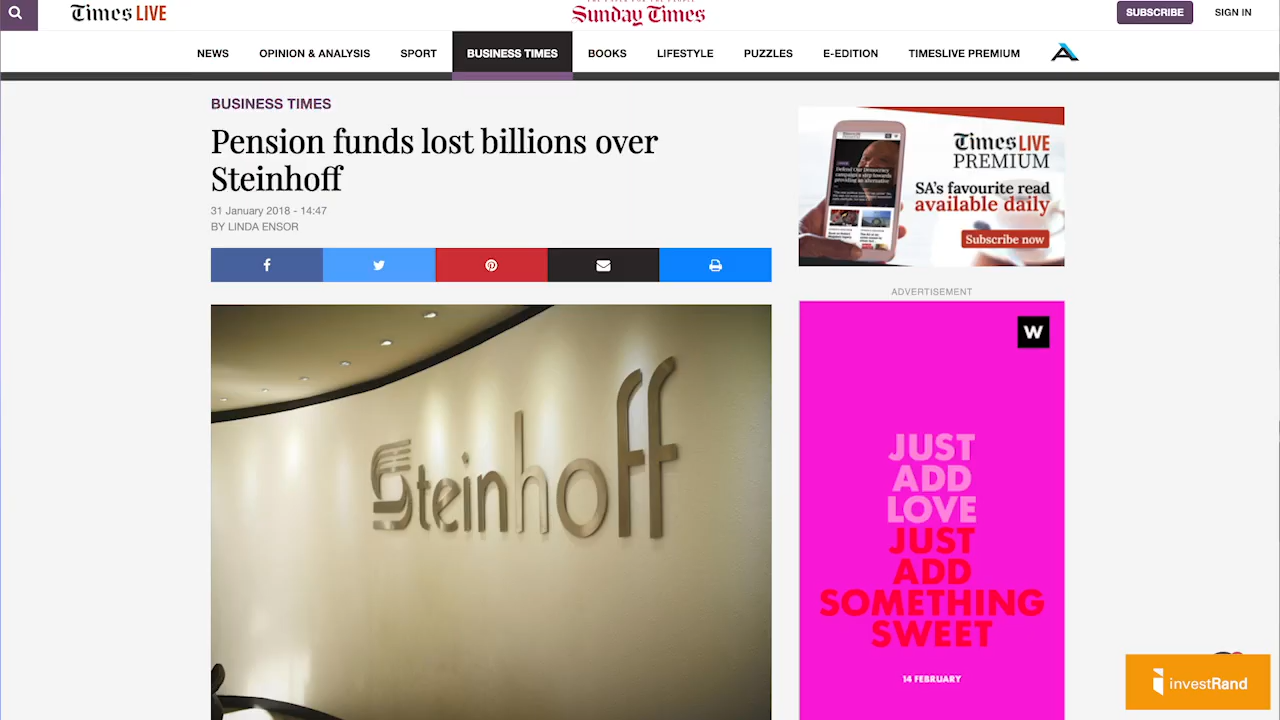 Times LIVE
Sunday Times
SUBSCRIBE
SIGN IN
NEWS
OPINION & ANALYSIS
SPORT
BUSINESS TIMES
BOOKS
LIFESTYLE
PUZZLES
E-EDITION
TIMESLIVE PREMIUM
BUSINESS TIMES
Pension funds lost billions over
Steinhoff
31 January 2018 - 14:47
BY LINDA ENSOR
Steinhoff
Times LIVE
PREMIUM
SA's favourite read
available daily
Subscribe now
ADVERTISEMENT
W
JUST
ADD
LOVE
JUST
ADD
SOMETHING
SWEET
14 FEBRUARY
investRand